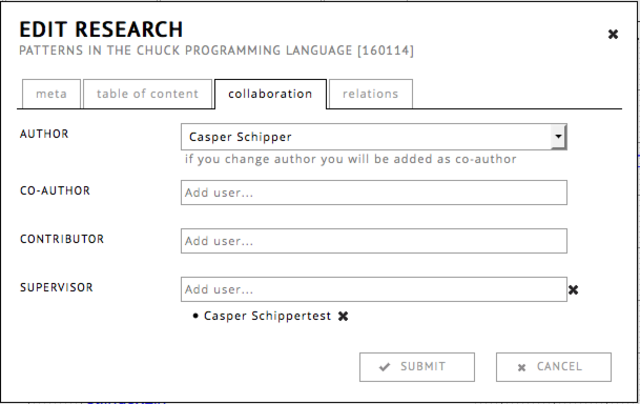 EDIT RESEARCH
PATTERNS IN THE CHUCK PROGRAMMING LANGUAGE [160114]
meta table of content collaboration relations
AUTHOR Casper Schipper
if you change author you will be added as co-author
CO-AUTHOR Add user...
CONTRIBUTOR Add user...
SUPERVISOR Add user...
Casper Schippertest
SUBMIT CANCEL